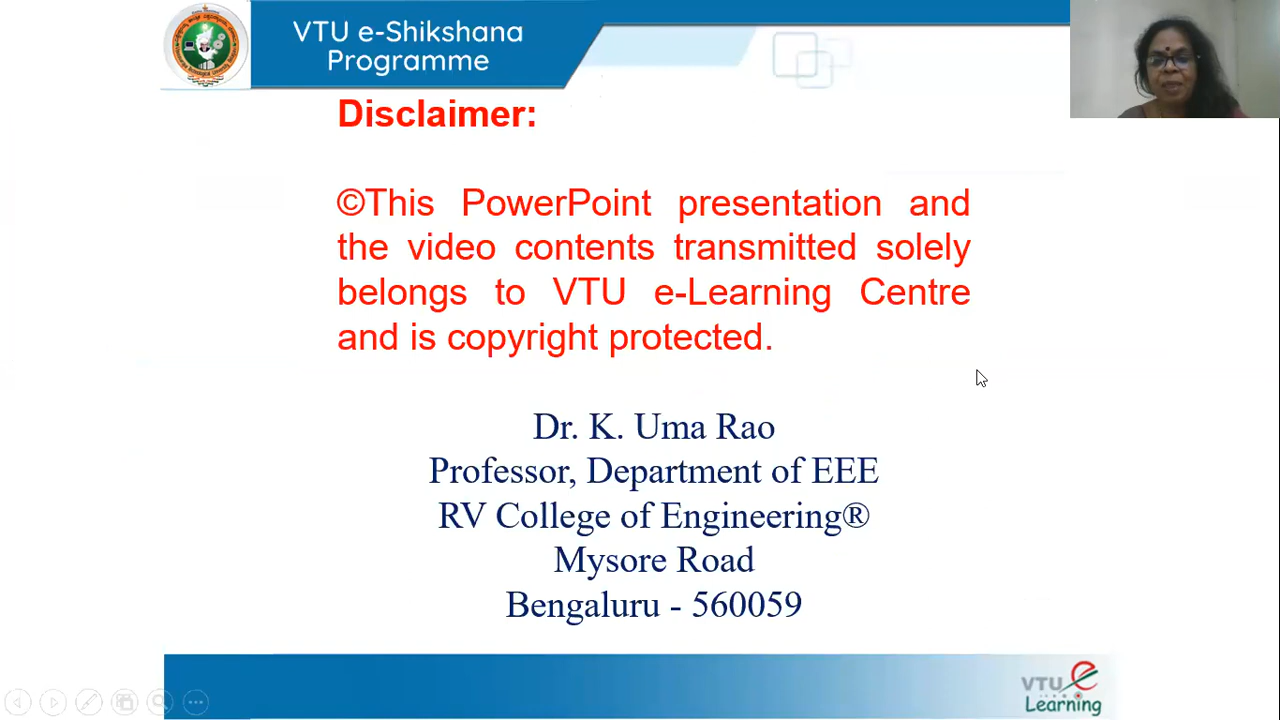 VTU e-Shikshana
Programme
Disclaimer:
©This PowerPoint presentation and
the video contents transmitted solely
belongs to VTU e-Learning Centre
and is copyright protected.
Dr. K. Uma Rao
Professor, Department of EEE
RV College of Engineering®
Mysore Road
Bengaluru - 560059
VTU e
Learning